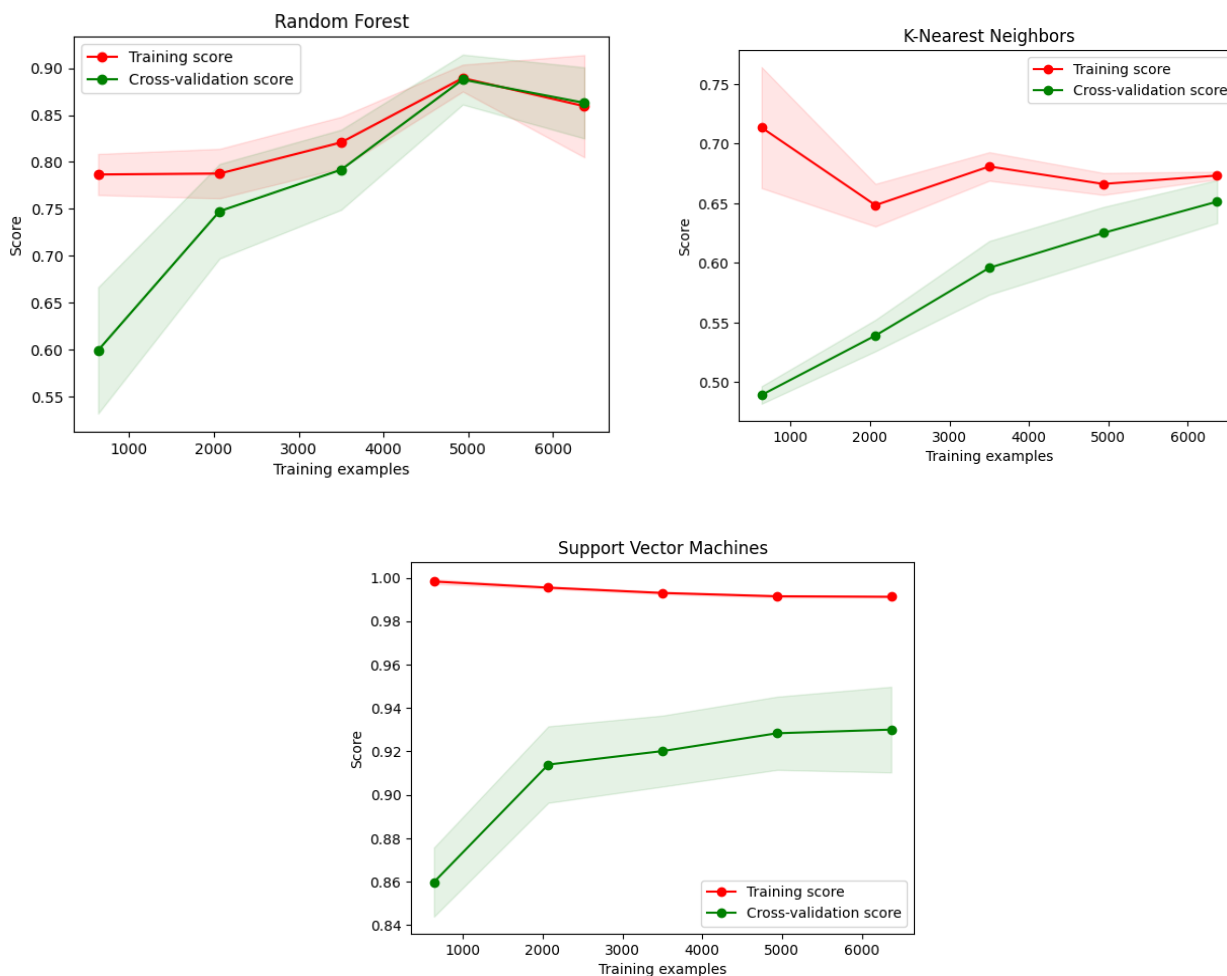 Random Forest
Training score
Cross-validation score
0.90
0.85
0.80
0.75
0.70
0.65
0.60
0.55
Score
1000 2000 3000 4000 5000 6000
Training examples
K-Nearest Neighbors
Training score
Cross-validation score
0.75
0.70
0.65
0.60
0.55
0.50
Score
1000 2000 3000 4000 5000 6000
Training examples
Support Vector Machines
1.00
0.98
0.96
0.94
0.92
0.90
0.88
0.86
0.84
Score
Training score
Cross-validation score
1000 2000 3000 4000 5000 6000
Training examples